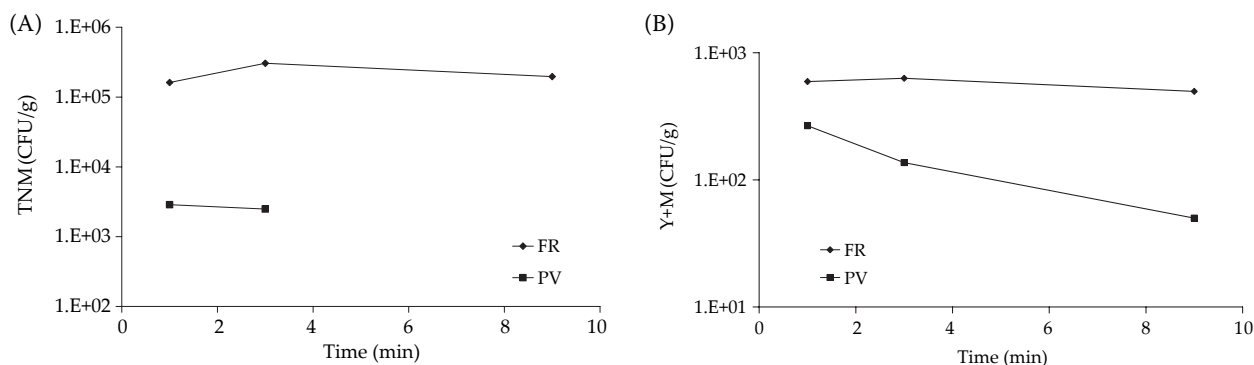 (A)
1.E+06
1.E+05
1.E+04
1.E+03
1.E+02
TNM (CFU/g)
FR
PV
0 2 4 6 8 10
Time (min)
(B)
1.E+03
1.E+02
1.E+01
Y+M (CFU/g)
FR
PV
0 2 4 6 8 10
Time (min)